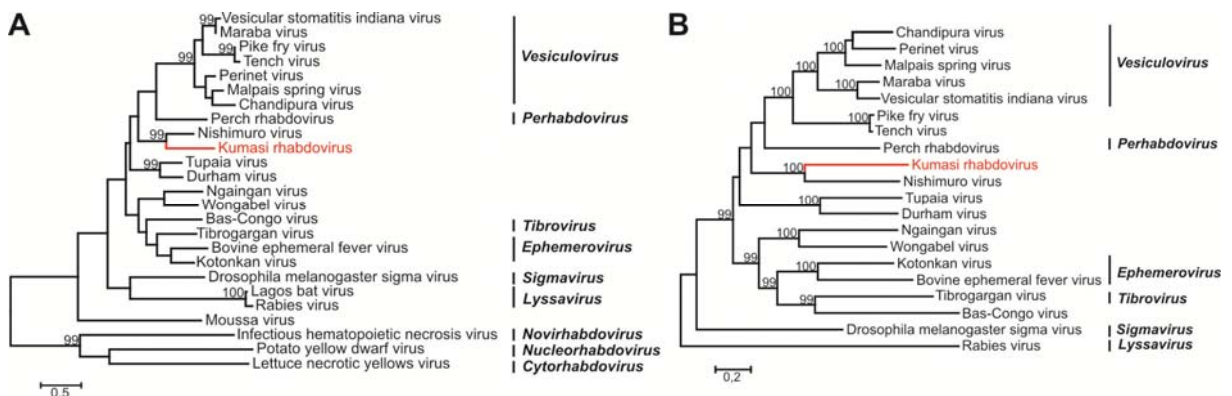 A
99
Vesicular stomatitis indiana virus
Maraba virus
99
Pike fry virus
Tench virus
99
Perinet virus
Malpais spring virus
Chandipura virus
Vesiculovirus
Perch rhabdovirus
Perhabdovirus
99
Nishimuro virus
Kumasi rhabdovirus
99
Tupaia virus
Durham virus
Ngaingan virus
Wongabel virus
Bas-Congo virus
Tibrovirus
Tibrogargan virus
Bovine ephemeral fever virus
Ephemerovirus
Kotonkan virus
Drosophila melanogaster sigma virus
Sigmavirus
100
Lagos bat virus
Rabies virus
Lyssavirus
Moussa virus
99
Infectious hematopoietic necrosis virus
Novirhabdovirus
Potato yellow dwarf virus
Nucleorhabdovirus
Lettuce necrotic yellows virus
Cytorhabdovirus
0.5
B
Chandipura virus
100
Perinet virus
100
Malpais spring virus
Vesiculovirus
100
Maraba virus
100
Vesicular stomatitis indiana virus
100
Pike fry virus
Tench virus
Perch rhabdovirus
Perhabdovirus
100
Kumasi rhabdovirus
Nishimuro virus
100
Tupaia virus
Durham virus
99
100
Ngaingan virus
Wongabel virus
99
100
Kotonkan virus
Bovine ephemeral fever virus
Ephemerovirus
99
99
Tibrogargan virus
Tibrovirus
Bas-Congo virus
Drosophila melanogaster sigma virus
Sigmavirus
Rabies virus
Lyssavirus
0,2